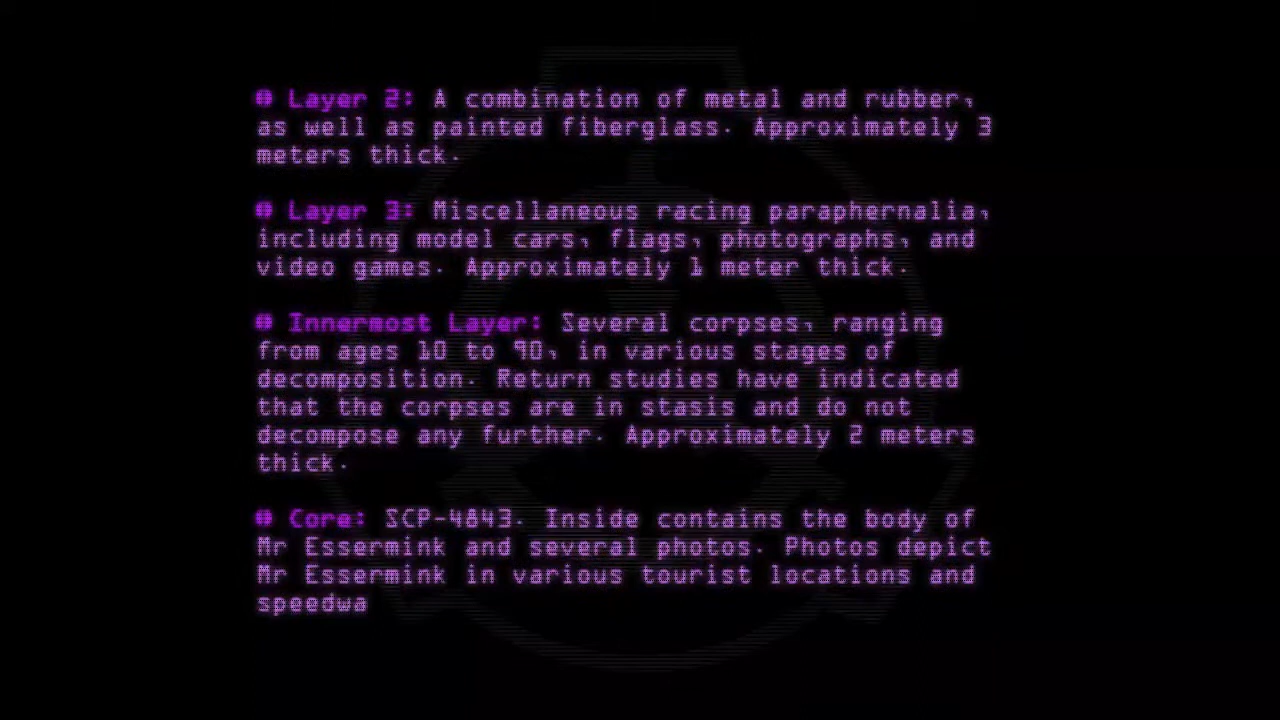 ● Layer 2: A combination of metal and rubber,
as well as painted fiberglass. Approximately 3
meters thick.
● Layer 3: Miscellaneous racing paraphernalia,
including model cars, flags, photographs, and
video games. Approximately 1 meter thick.
● Innermost Layer: Several corpses, ranging
from ages 10 to 90, in various stages of
decomposition. Return studies have indicated
that the corpses are in stasis and do not
decompose any further. Approximately 2 meters
thick.
● Core: SCP-4843. Inside contains the body of
Mr Essermink and several photos. Photos depict
Mr Essermink in various tourist locations and
speedwa